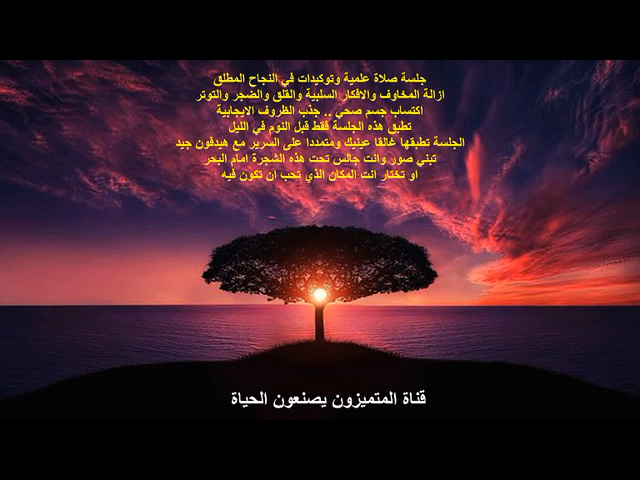 جلسة صلاة علمية وتوكيدات في النجاح المطلق
ازالة المخاوف والافكار السلبية والقلق والضجر والتوتر
اكتساب جسم صحي .. جذب الظروف الايجابية
تطبق هذه الجلسة فقط قبل النوم في الليل
الجلسة تطبقها غالقا عينيك ومتمددا على السرير مع هيدفون جيد
تبني صور وانت جالس تحت هذه الشجرة امام البحر
او تختار انت المكان الذي تحب ان تكون فيه
قناة المتميزون يصنعون الحياة